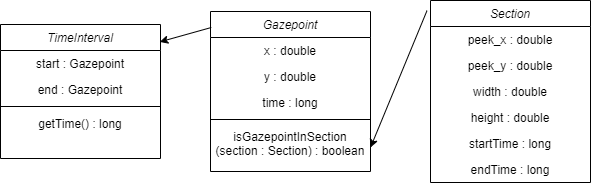 TimeInterval
start : Gazepoint
end : Gazepoint
getTime() : long
Gazepoint
x : double
y : double
time : long
isGazepointInSection
(section : Section) : boolean
Section
peek_x : double
peek_y : double
width : double
height : double
startTime : long
endTime : long